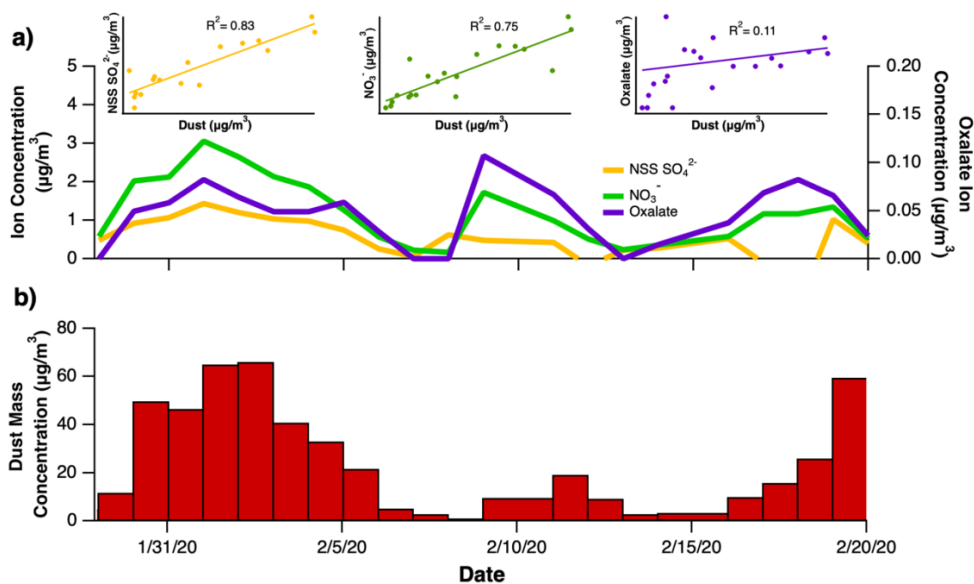 a)
R² = 0.83
NSS SO₄²⁻ (µg/m³)
Dust (µg/m³)
R² = 0.75
NO₃⁻ (µg/m³)
Dust (µg/m³)
R² = 0.11
Oxalate (µg/m³)
Dust (µg/m³)
Ion Concentration
(µg/m³)
5
4
3
2
1
0
0.20
0.15
0.10
0.05
0.00
Oxalate Ion
Concentration (µg/m³)
NSS SO₄²⁻
NO₃⁻
Oxalate
b)
Dust Mass
Concentration (µg/m³)
80
60
40
20
0
1/31/20
2/5/20
2/10/20
2/15/20
2/20/20
Date